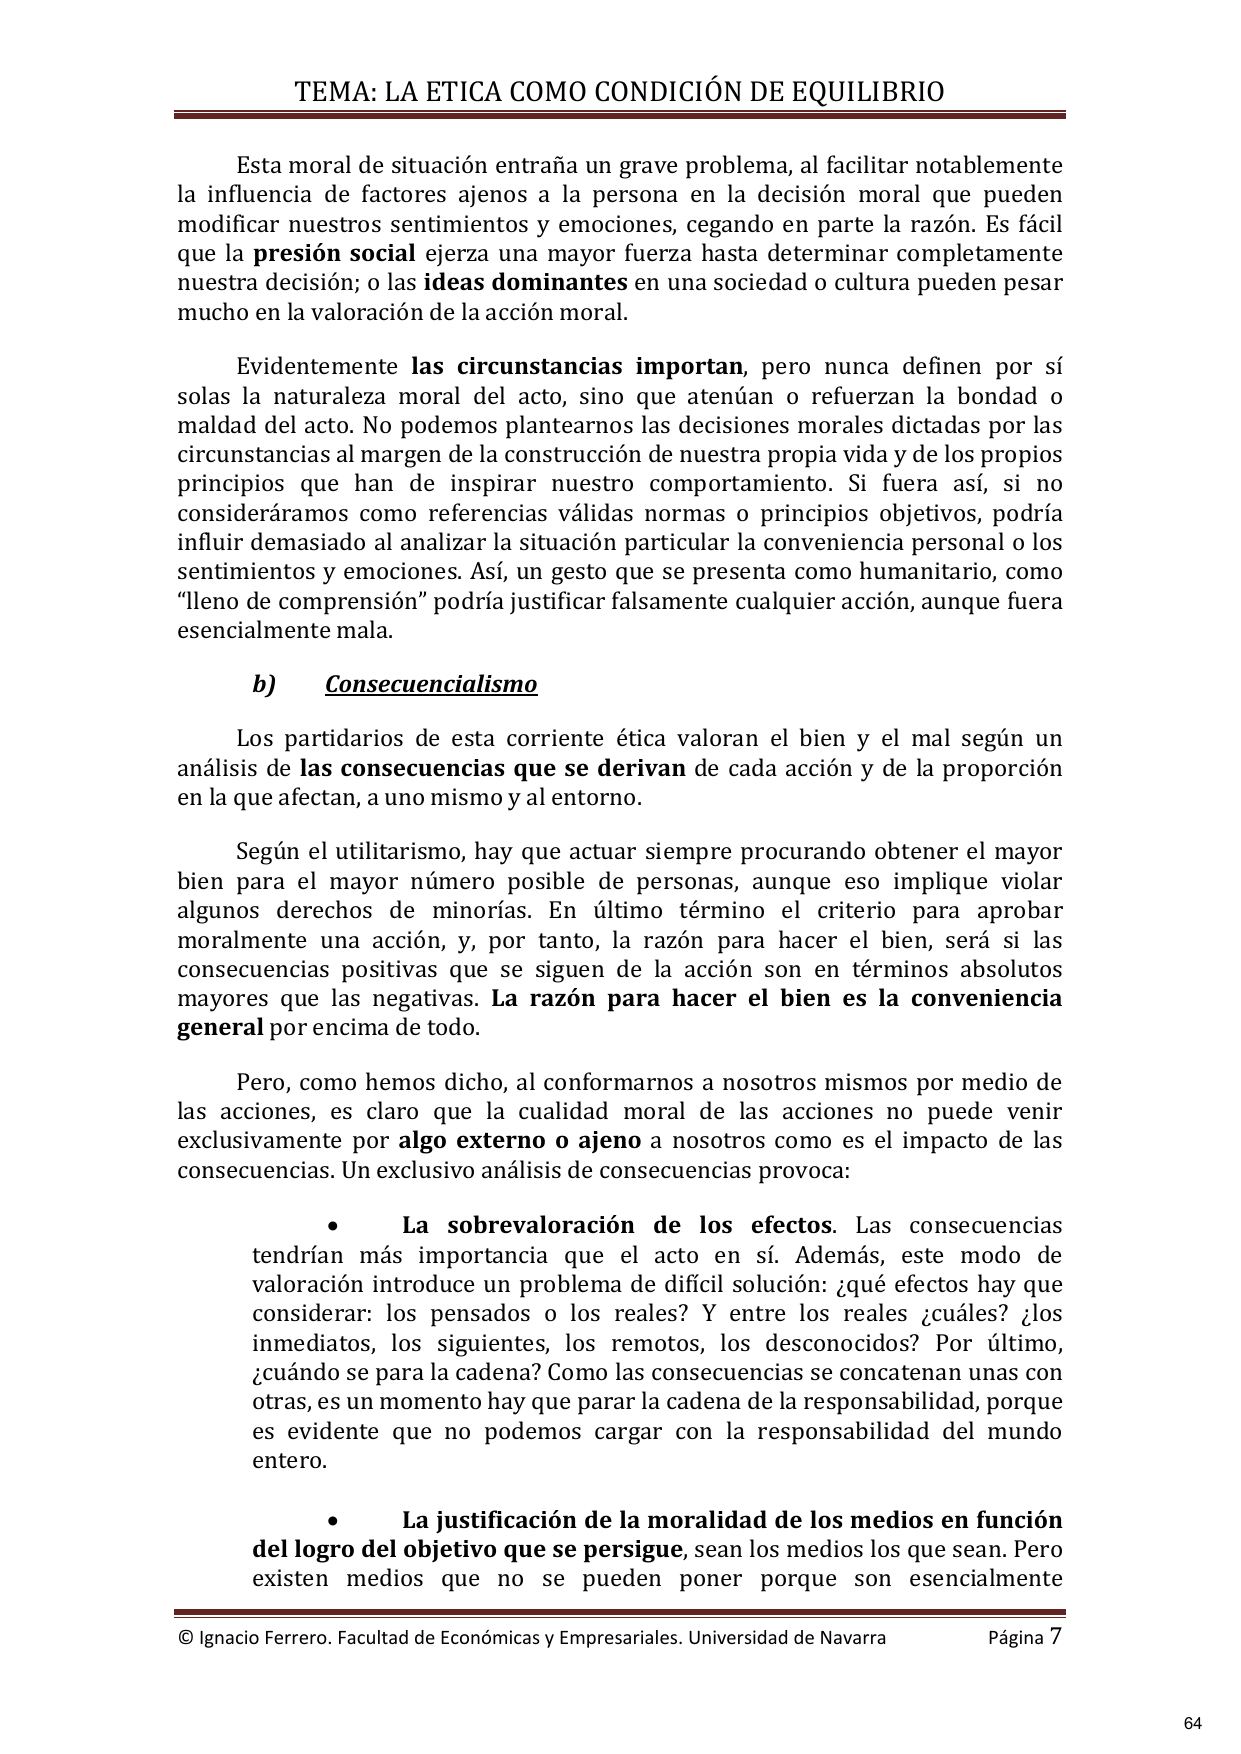 TEMA: LA ETICA COMO CONDICIÓN DE EQUILIBRIO
Esta moral de situación entraña un grave problema, al facilitar notablemente
la influencia de factores ajenos a la persona en la decisión moral que pueden
modificar nuestros sentimientos y emociones, cegando en parte la razón. Es fácil
que la presión social ejerza una mayor fuerza hasta determinar completamente
nuestra decisión; o las ideas dominantes en una sociedad o cultura pueden pesar
mucho en la valoración de la acción moral.
Evidentemente las circunstancias importan, pero nunca definen por sí
solas la naturaleza moral del acto, sino que atenúan o refuerzan la bondad o
maldad del acto. No podemos plantearnos las decisiones morales dictadas por las
circunstancias al margen de la construcción de nuestra propia vida y de los propios
principios que han de inspirar nuestro comportamiento. Si fuera así, si no
consideráramos como referencias válidas normas o principios objetivos, podría
influir demasiado al analizar la situación particular la conveniencia personal o los
sentimientos y emociones. Así, un gesto que se presenta como humanitario, como
“lleno de comprensión” podría justificar falsamente cualquier acción, aunque fuera
esencialmente mala.
b) Consecuencialismo
Los partidarios de esta corriente ética valoran el bien y el mal según un
análisis de las consecuencias que se derivan de cada acción y de la proporción
en la que afectan, a uno mismo y al entorno.
Según el utilitarismo, hay que actuar siempre procurando obtener el mayor
bien para el mayor número posible de personas, aunque eso implique violar
algunos derechos de minorías. En último término el criterio para aprobar
moralmente una acción, y, por tanto, la razón para hacer el bien, será si las
consecuencias positivas que se siguen de la acción son en términos absolutos
mayores que las negativas. La razón para hacer el bien es la conveniencia
general por encima de todo.
Pero, como hemos dicho, al conformarnos a nosotros mismos por medio de
las acciones, es claro que la cualidad moral de las acciones no puede venir
exclusivamente por algo externo o ajeno a nosotros como es el impacto de las
consecuencias. Un exclusivo análisis de consecuencias provoca:
• La sobrevaloración de los efectos. Las consecuencias
tendrían más importancia que el acto en sí. Además, este modo de
valoración introduce un problema de difícil solución: ¿qué efectos hay que
considerar: los pensados o los reales? Y entre los reales ¿cuáles? ¿los
inmediatos, los siguientes, los remotos, los desconocidos? Por último,
¿cuándo se para la cadena? Como las consecuencias se concatenan unas con
otras, es un momento hay que parar la cadena de la responsabilidad, porque
es evidente que no podemos cargar con la responsabilidad del mundo
entero.
• La justificación de la moralidad de los medios en función
del logro del objetivo que se persigue, sean los medios los que sean. Pero
existen medios que no se pueden poner porque son esencialmente
© Ignacio Ferrero. Facultad de Económicas y Empresariales. Universidad de Navarra Página 7
64